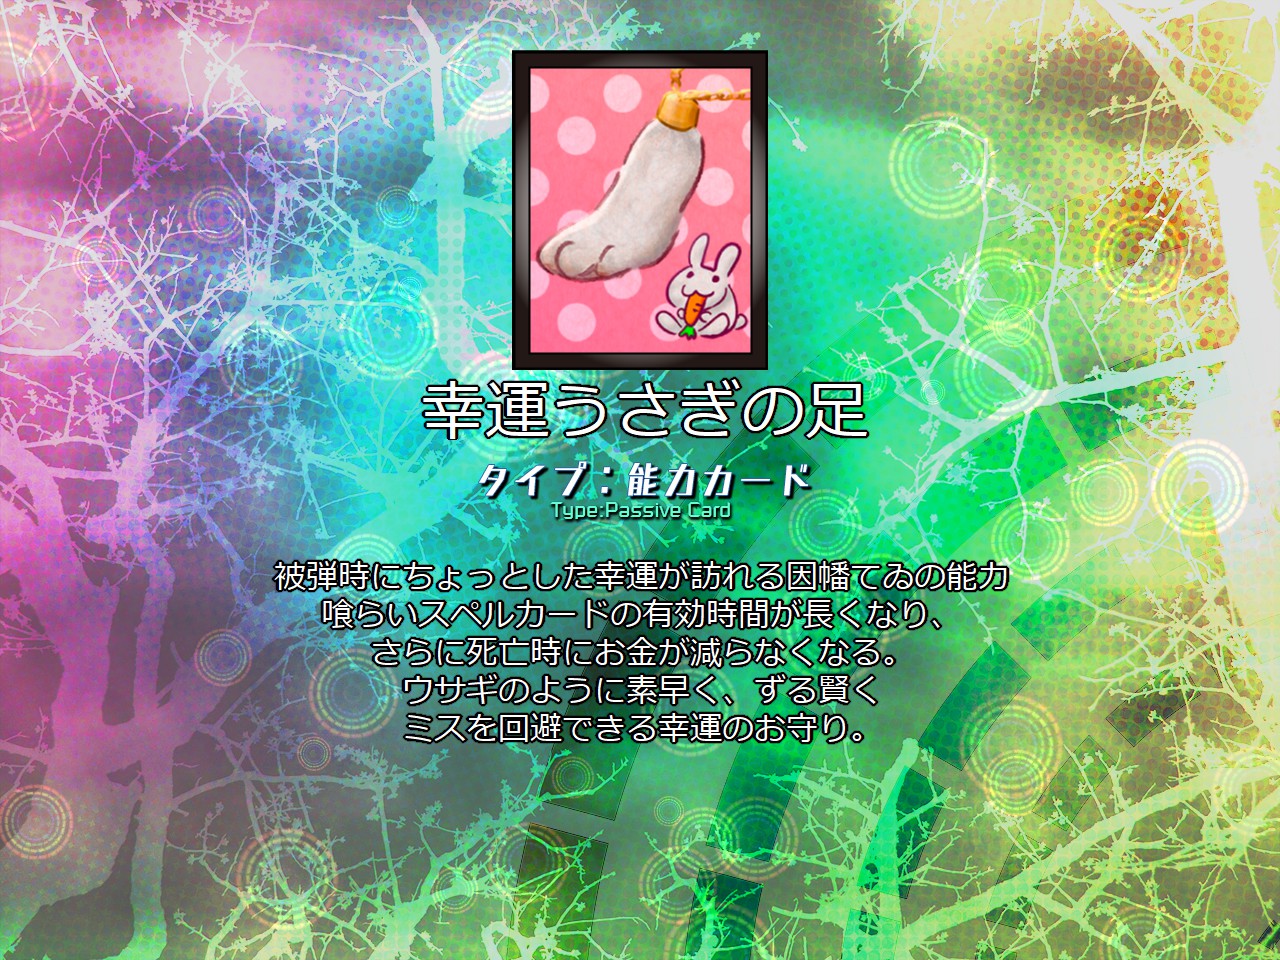 幸運うさぎの足
タイプ：能力カード
Type:Passive Card
被弾時にちょっとした幸運が訪れる因幡てゐの能力
喰らいスペルカードの有効時間が長くなり、
さらに死亡時にお金が減らなくなる。
ウサギのように素早く、ずる賢く
ミスを回避できる幸運のお守り。